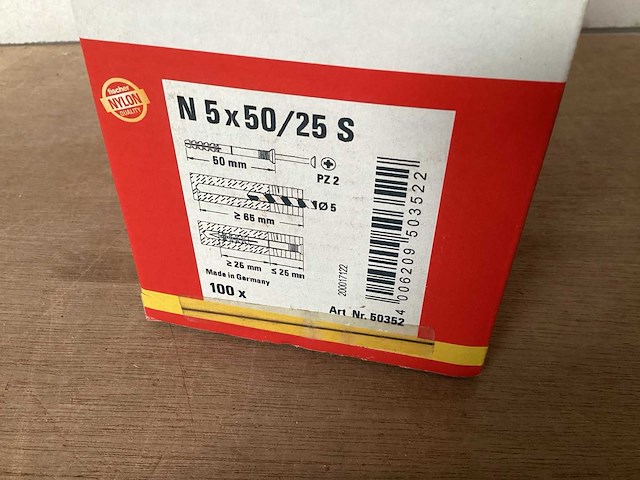 fischer
NYLON
QUALITY
N 5 x 50/25 S
50 mm
PZ 2
Ø 5
≥ 65 mm
≥ 25 mm ≤ 25 mm
Made in Germany
100 x
200017122
4 006209 503522
Art. Nr. 50352